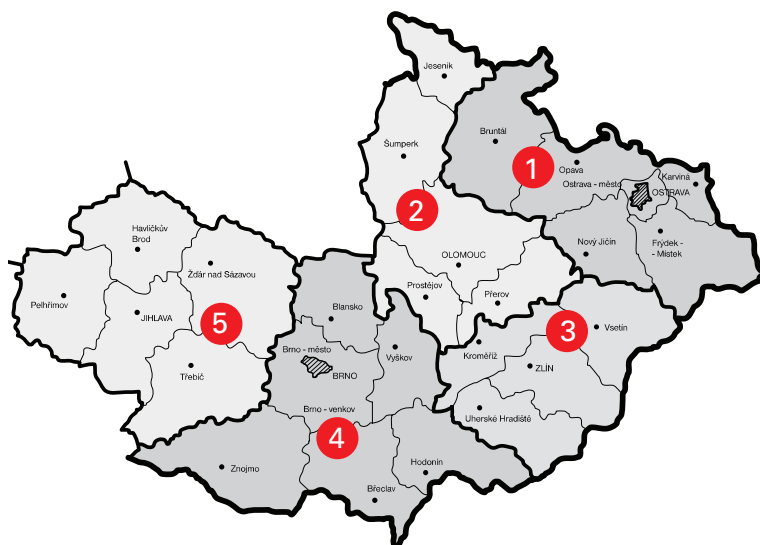 Jeseník
Bruntál
Šumperk
1
Opava
Karviná
Ostrava - město
OSTRAVA
2
Havlíčkův
Brod
Frýdek -
- Místek
Nový Jičín
OLOMOUC
Ždár nad Sázavou
Prostějov
Přerov
Pelhřimov
JIHLAVA
Blansko
5
3
Vsetín
Kroměříž
Brno - město
Vyškov
Třebíč
BRNO
ZLÍN
Brno - venkov
Uherské Hradiště
4
Znojmo
Hodonín
Břeclav